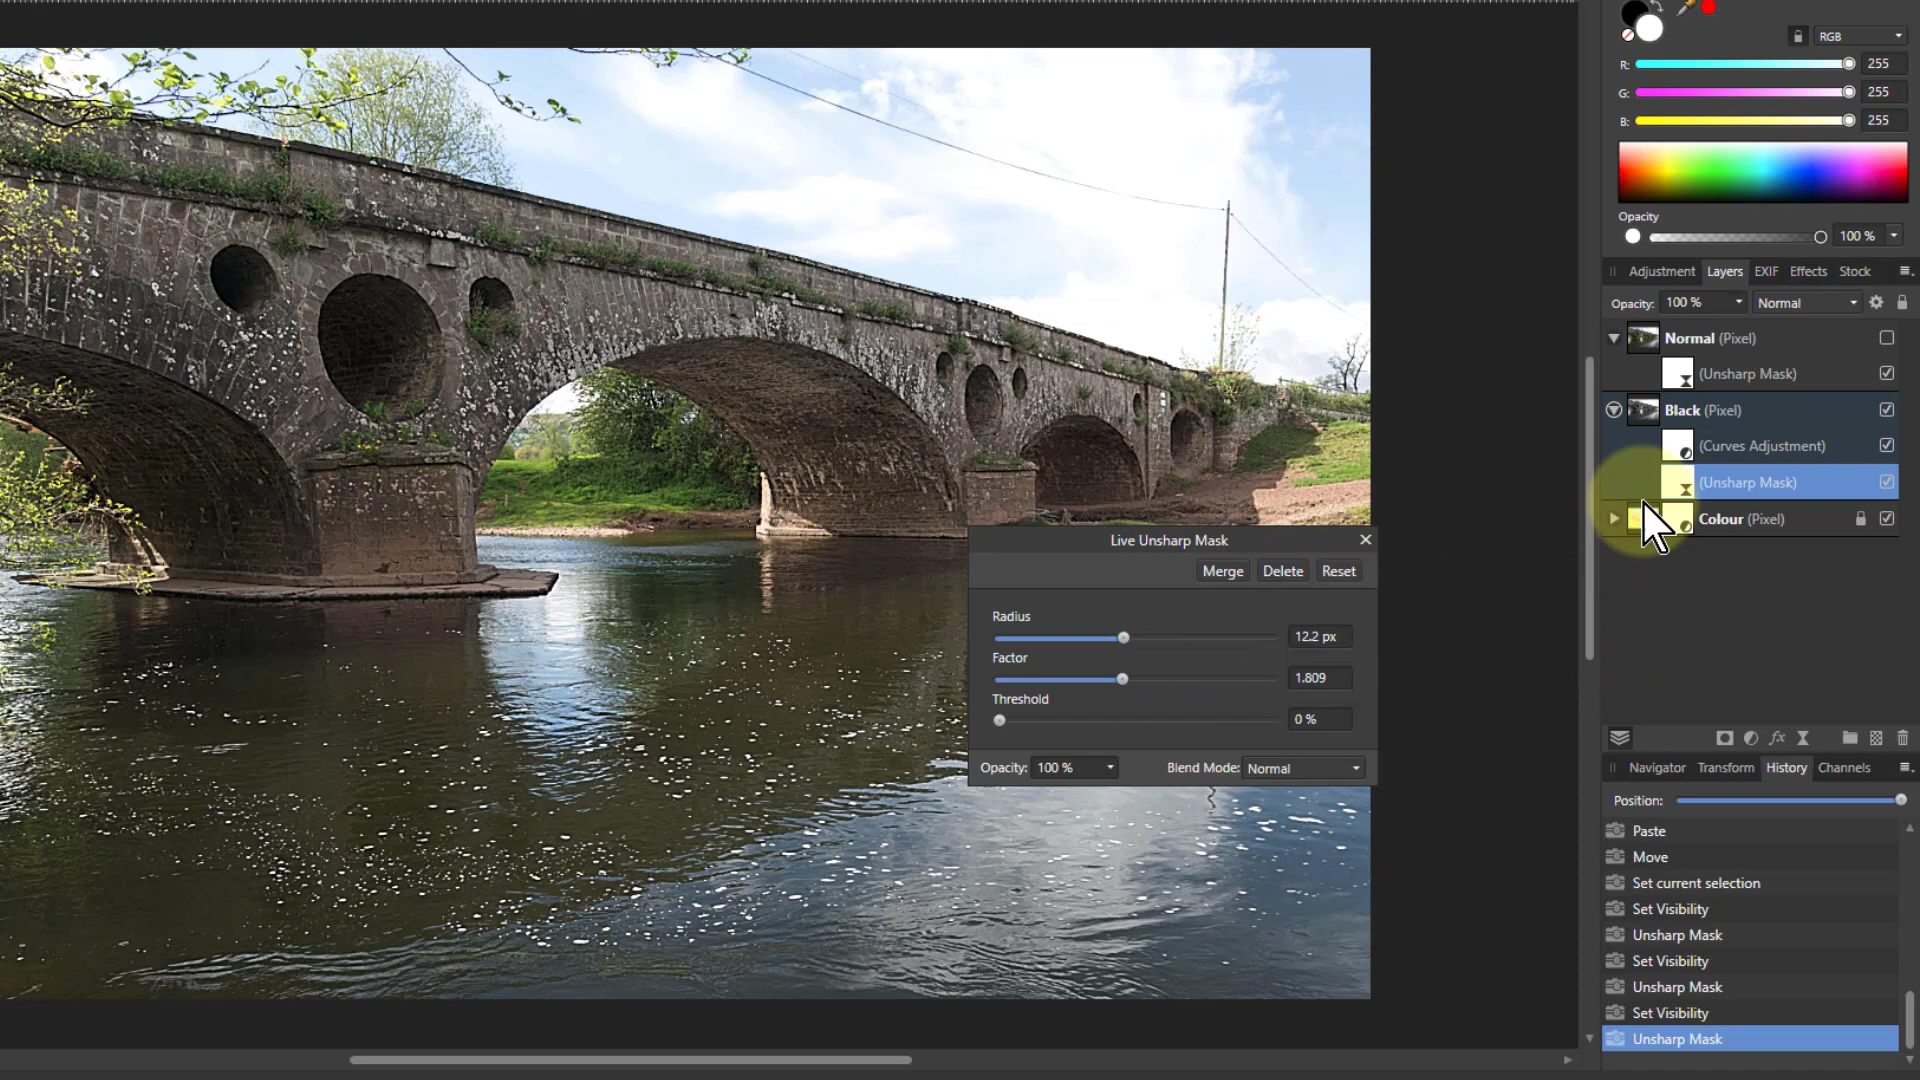 RGB
R: 255
G: 255
B: 255
Opacity
100 %
Adjustment Layers EXIF Effects Stock
Opacity: 100 % Normal
Normal (Pixel)
(Unsharp Mask)
Black (Pixel)
(Curves Adjustment)
(Unsharp Mask)
Colour (Pixel)
Live Unsharp Mask
Merge Delete Reset
Radius
12.2 px
Factor
1.809
Threshold
0 %
Opacity: 100 % Blend Mode: Normal
fx
Navigator Transform History Channels
Position:
Paste
Move
Set current selection
Set Visibility
Unsharp Mask
Set Visibility
Unsharp Mask
Set Visibility
Unsharp Mask